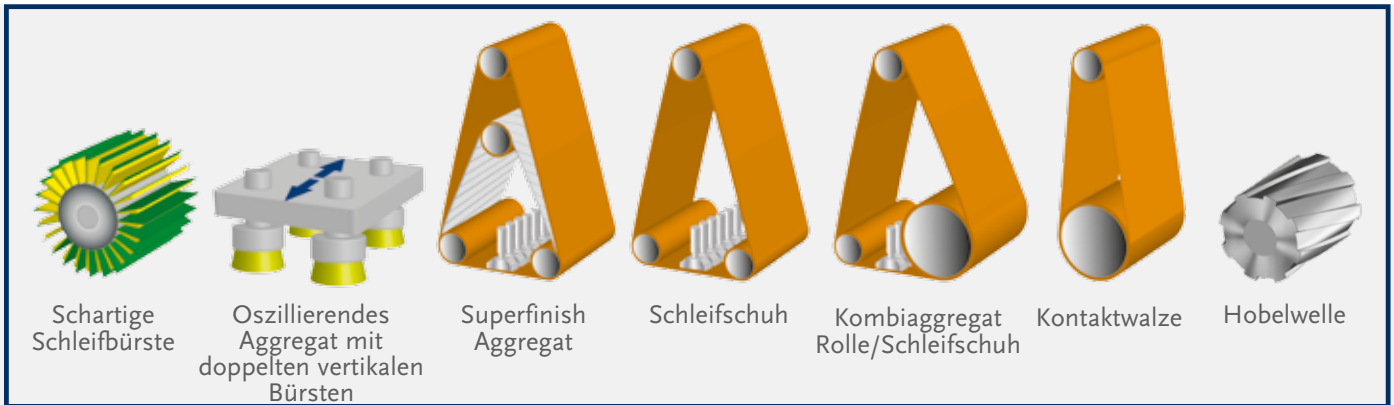 Schartige
Schleifbürste
Oszillierendes
Aggregat mit
doppelten vertikalen
Bürsten
Superfinish
Aggregat
Schleifschuh
Kombiaggregat
Rolle/Schleifschuh
Kontaktwalze
Hobelwelle